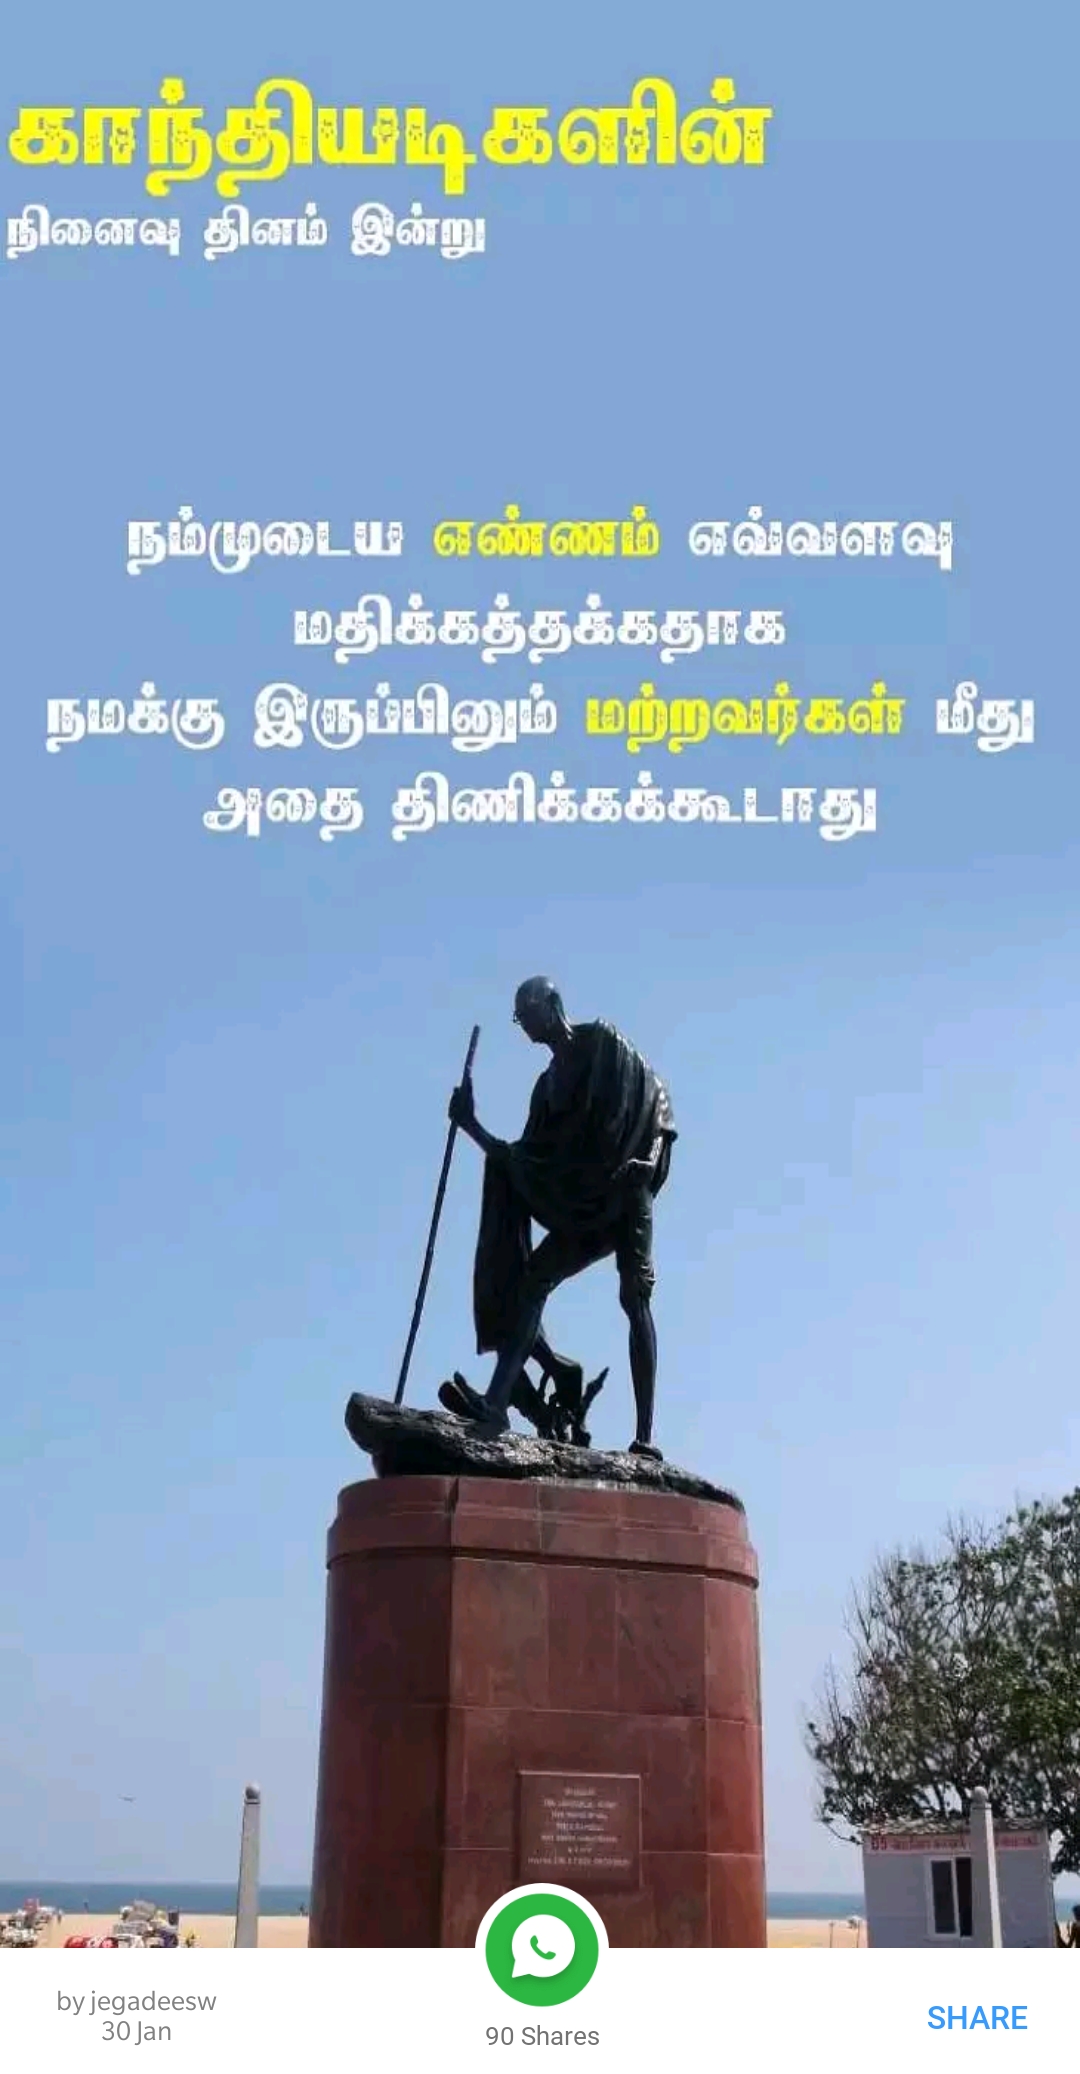 காந்தியடிகளின்
நினைவு தினம் இன்று
நம்முடைய எண்ணம் எவ்வளவு
மதிக்கத்தக்கதாக
நமக்கு இருப்பினும் மற்றவர்கள் மீது
அதை திணிக்கக்கூடாது
by jegadeesw
30 Jan
90 Shares
SHARE